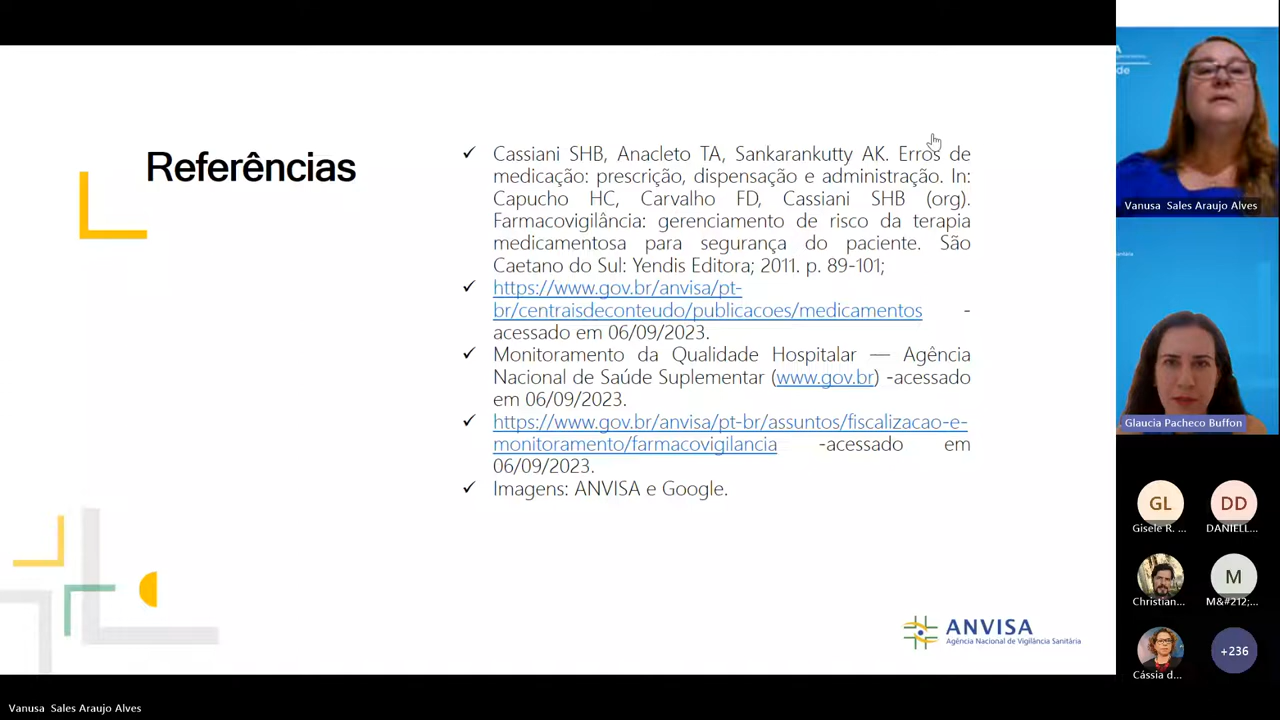 Referências
✓ Cassiani SHB, Anacleto TA, Sankarankutty AK. Erros de
medicação: prescrição, dispensação e administração. In:
Capucho HC, Carvalho FD, Cassiani SHB (org).
Farmacovigilância: gerenciamento de risco da terapia
medicamentosa para segurança do paciente. São
Caetano do Sul: Yendis Editora; 2011. p. 89-101;
✓ https://www.gov.br/anvisa/pt-
br/centraisdeconteudo/publicacoes/medicamentos -
acessado em 06/09/2023.
✓ Monitoramento da Qualidade Hospitalar — Agência
Nacional de Saúde Suplementar (www.gov.br) -acessado
em 06/09/2023.
✓ https://www.gov.br/anvisa/pt-br/assuntos/fiscalizacao-e-
monitoramento/farmacovigilancia -acessado em
06/09/2023.
✓ Imagens: ANVISA e Google.
ANVISA
Agência Nacional de Vigilância Sanitária
Vanusa Sales Araujo Alves
Glaucia Pacheco Buffon
GL
DD
Gisele R. ...
DANIELL...
M
Christian...
M&#212;...
+236
Cássia d...
Vanusa Sales Araujo Alves